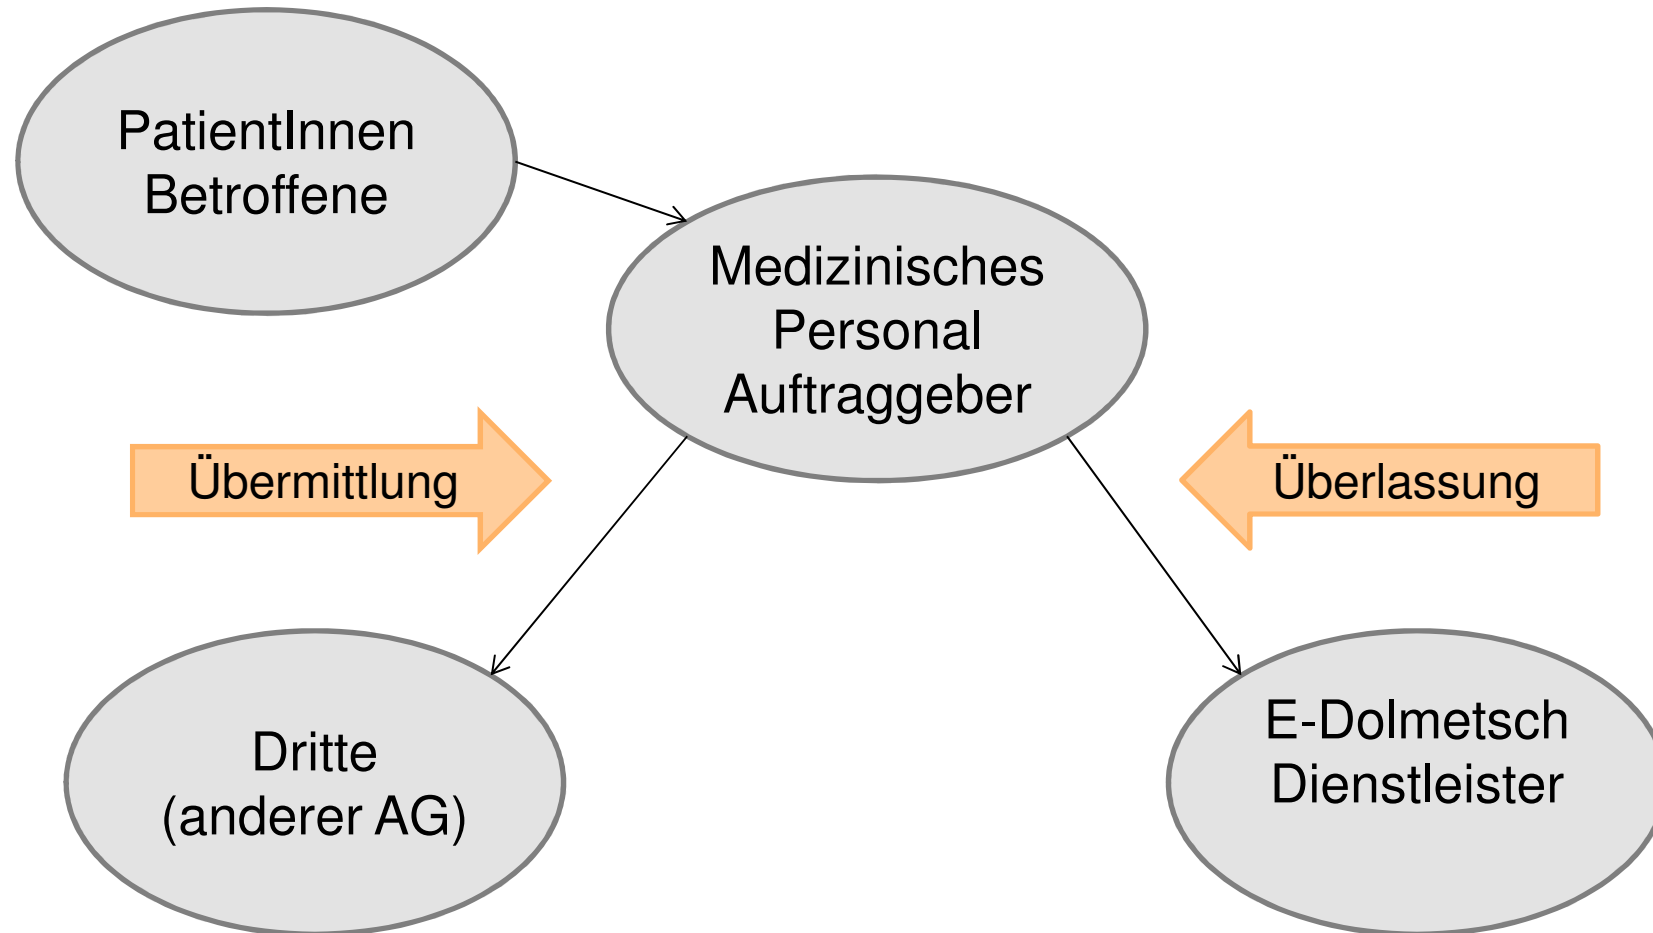 PatientInnen
Betroffene
Medizinisches
Personal
Auftraggeber
Übermittlung
Überlassung
Dritte
(anderer AG)
E-Dolmetsch
Dienstleister